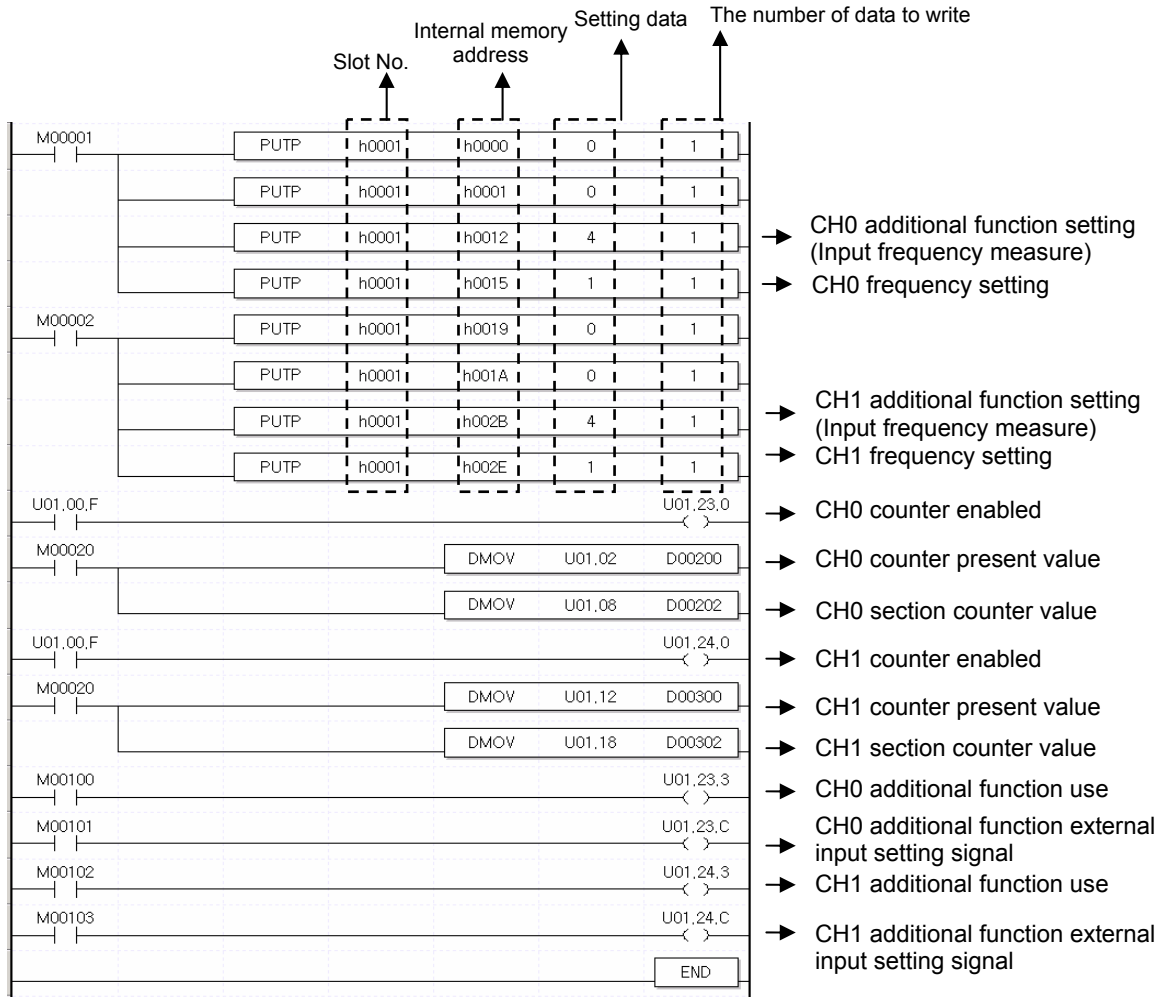 Slot No.
Internal memory
address
Setting data
The number of data to write
M00001
PUTP h0001 h0000 0 1
PUTP h0001 h0001 0 1
PUTP h0001 h0012 4 1
CH0 additional function setting
(Input frequency measure)
PUTP h0001 h0015 1 1
CH0 frequency setting
M00002
PUTP h0001 h0019 0 1
PUTP h0001 h001A 0 1
PUTP h0001 h002B 4 1
CH1 additional function setting
(Input frequency measure)
PUTP h0001 h002E 1 1
CH1 frequency setting
U01,00,F U01,23,0
CH0 counter enabled
M00020
DMOV U01,02 D00200
CH0 counter present value
DMOV U01,08 D00202
CH0 section counter value
U01,00,F U01,24,0
CH1 counter enabled
M00020
DMOV U01,12 D00300
CH1 counter present value
DMOV U01,18 D00302
CH1 section counter value
M00100 U01,23,3
CH0 additional function use
M00101 U01,23,C
CH0 additional function external
input setting signal
M00102 U01,24,3
CH1 additional function use
M00103 U01,24,C
CH1 additional function external
input setting signal
END